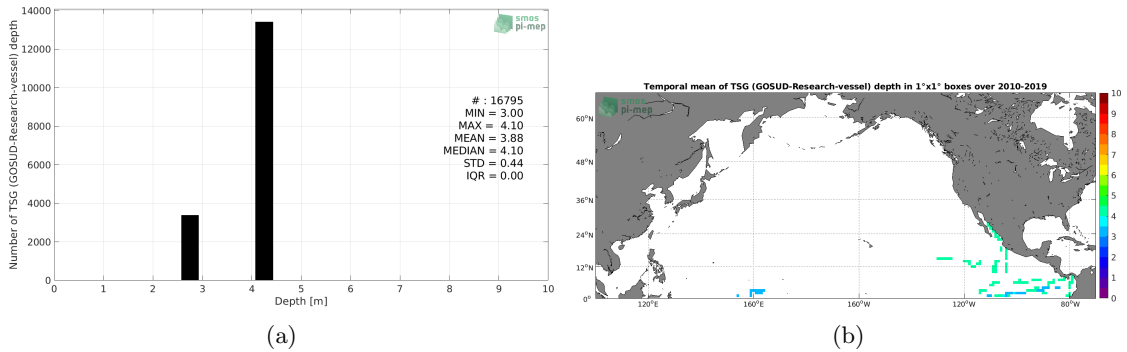 14000
12000
10000
8000
6000
4000
2000
0
Number of TSG (GOSUD-Research-vessel) depth
smos
pi-mep
# : 16795
MIN = 3.00
MAX = 4.10
MEAN = 3.88
MEDIAN = 4.10
STD = 0.44
IQR = 0.00
0 1 2 3 4 5 6 7 8 9 10
Depth [m]
(a)
Temporal mean of TSG (GOSUD-Research-vessel) depth in 1°x1° boxes over 2010-2019
smos
pi-mep
60°N
48°N
36°N
24°N
12°N
0°
120°E 160°E 160°W 120°W 80°W
10
9
8
7
6
5
4
3
2
1
0
(b)